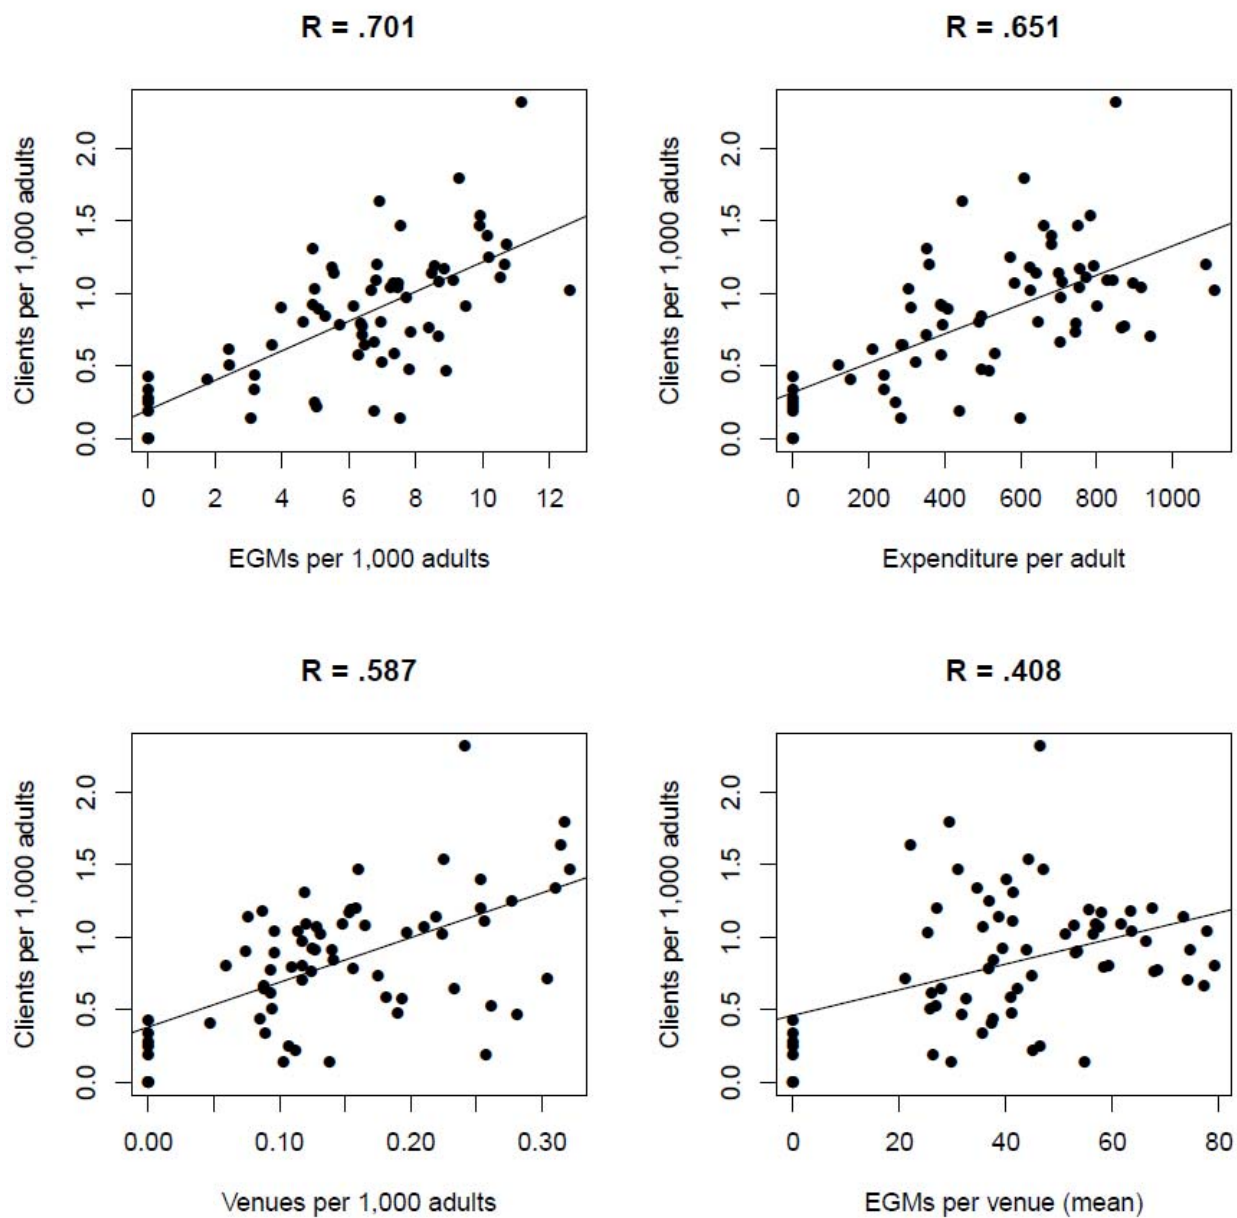 R = .701
Clients per 1,000 adults
2.0
1.5
1.0
0.5
0.0
0 2 4 6 8 10 12
EGMs per 1,000 adults
R = .651
Clients per 1,000 adults
2.0
1.5
1.0
0.5
0.0
0 200 400 600 800 1000
Expenditure per adult
R = .587
Clients per 1,000 adults
2.0
1.5
1.0
0.5
0.0
0.00 0.10 0.20 0.30
Venues per 1,000 adults
R = .408
Clients per 1,000 adults
2.0
1.5
1.0
0.5
0.0
0 20 40 60 80
EGMs per venue (mean)